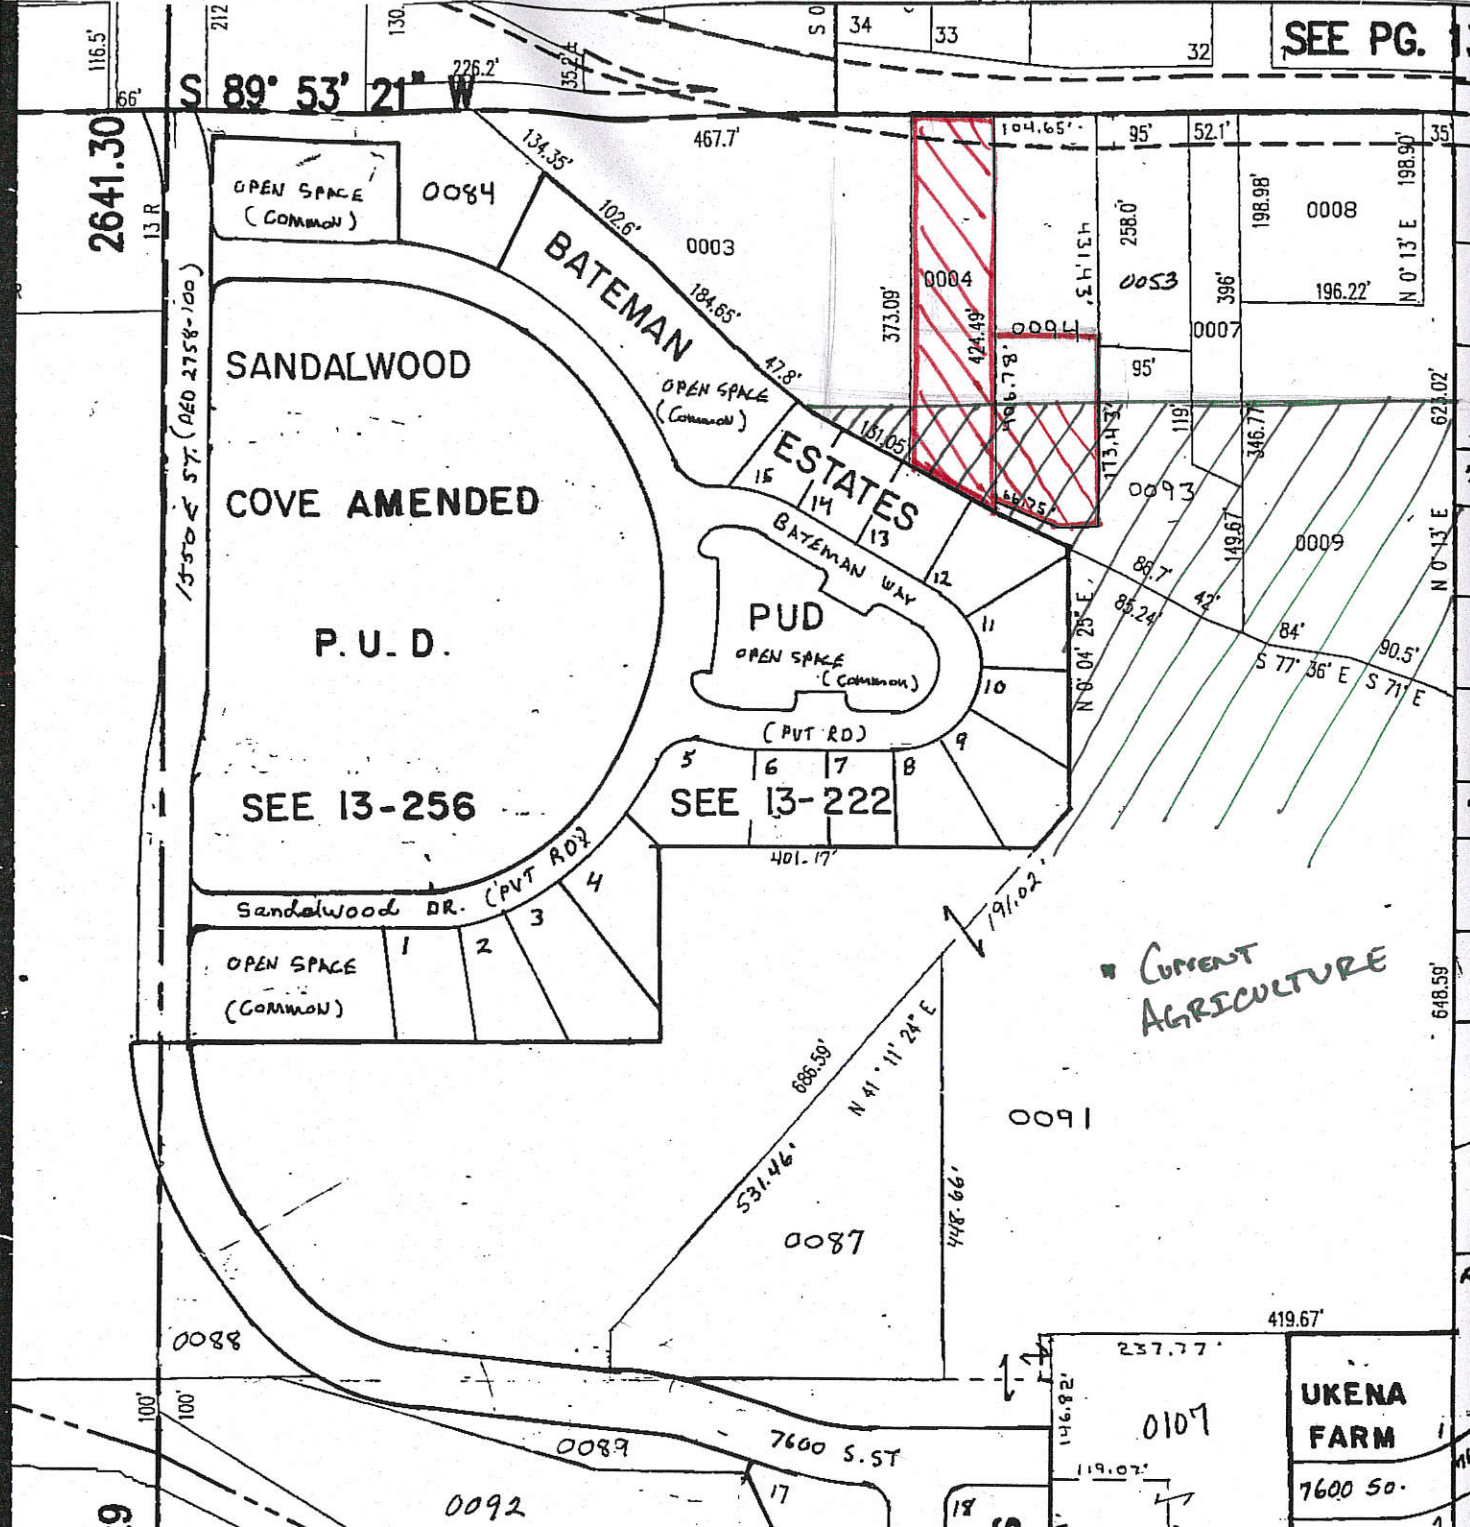 116.5'
212
130.
S 0
34
33
32
SEE PG. 13
66'
S 89° 53' 21" W
226.2'
35.2'
2641.30
13 R
134.35'
467.7'
104.65'
95'
52.1'
35'
OPEN SPACE
(Common)
0084
102.6'
0003
BATEMAN
184.65'
47.8'
373.09'
0004
424.49'
0094
406.78'
431.43'
258.0'
0053
95'
396'
0007
198.98'
0008
196.22'
198.90'
N 0° 13' E
1550 E ST. (DED 2758-100)
SANDALWOOD
COVE AMENDED
P.U.D.
SEE 13-256
OPEN SPACE
(Common)
131.05'
ESTATES
15
14
13
12
11
10
9
8
7
6
5
66.25'
173.43'
119'
346.77'
623.02'
0093
149.67'
0009
N 0° 13' E
BATEMAN WAY
PUD
OPEN SPACE
(Common)
(PVT RD)
SEE 13-222
401.17'
N 0° 04' 25" E
86.7'
85.24'
42'
84'
S 77° 36' E
90.5'
S 71° E
(PVT RD)
Sandalwood DR.
4
3
2
1
OPEN SPACE
(Common)
191.02'
* CURRENT
AGRICULTURE
648.59'
686.59'
N 41° 11' 24" E
531.46'
0091
0087
448.66'
0088
100'
100'
419.67'
237.77'
146.82'
0107
119.02'
UKENA
FARM
1
7600 So.
0089
7600 S. ST
0092
17
18